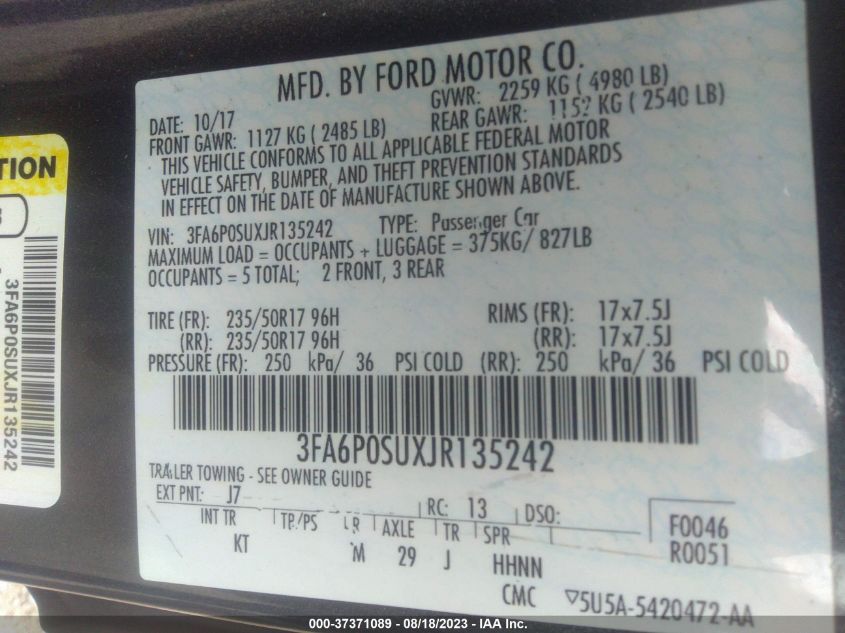 MFD. BY FORD MOTOR CO.
DATE: 10/17
GVWR: 2259 KG ( 4980 LB)
FRONT GAWR: 1127 KG ( 2485 LB)
REAR GAWR: 1152 KG ( 2540 LB)
THIS VEHICLE CONFORMS TO ALL APPLICABLE FEDERAL MOTOR
VEHICLE SAFETY, BUMPER, AND THEFT PREVENTION STANDARDS
IN EFFECT ON THE DATE OF MANUFACTURE SHOWN ABOVE.
VIN: 3FA6P0SUXJR135242 TYPE: Passenger Car
MAXIMUM LOAD = OCCUPANTS + LUGGAGE = 375KG/ 827LB
OCCUPANTS = 5 TOTAL; 2 FRONT, 3 REAR
TIRE (FR): 235/50R17 96H RIMS (FR): 17x7.5J
(RR): 235/50R17 96H (RR): 17x7.5J
PRESSURE (FR): 250 kPa/ 36 PSI COLD (RR): 250 kPa/ 36 PSI COLD
3FA6P0SUXJR135242
TRAILER TOWING - SEE OWNER GUIDE
EXT PNT: J7 RC: 13 DSO:
INT TR TP/PS R AXLE TR SPR
KT M 29 J HHNN
F0046
R0051
CMC ▽5U5A-5420472-AA
TION
3FA6P0SUXJR135242
000-37371089 - 08/18/2023 - IAA Inc.